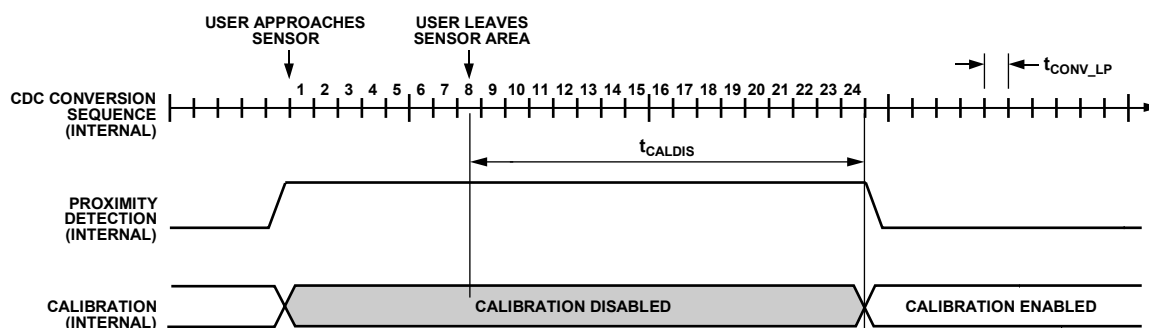 USER APPROACHES
SENSOR
USER LEAVES
SENSOR AREA
tCONV_LP
CDC CONVERSION
SEQUENCE
(INTERNAL)
1 2 3 4 5 6 7 8 9 10 11 12 13 14 15 16 17 18 19 20 21 22 23 24
tCALDIS
PROXIMITY
DETECTION
(INTERNAL)
CALIBRATION
(INTERNAL)
CALIBRATION DISABLED
CALIBRATION ENABLED